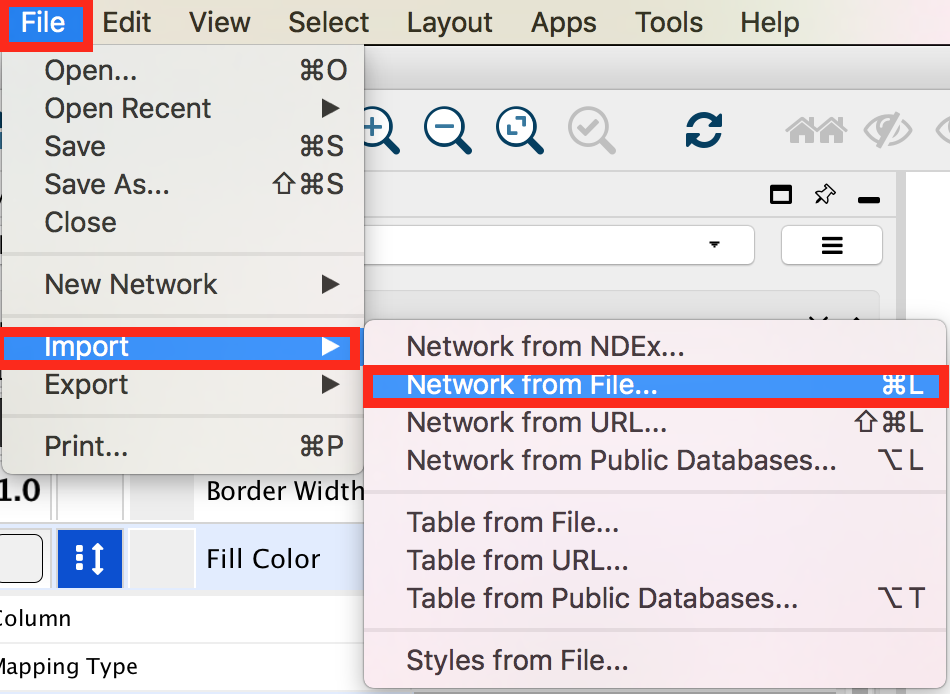 File Edit View Select Layout Apps Tools Help
Open... ⌘O
Open Recent ▶
Save ⌘S
Save As... ⇧⌘S
Close
New Network ▶
Import ▶
Export ▶
Print... ⌘P
Network from NDEx...
Network from File... ⌘L
Network from URL... ⇧⌘L
Network from Public Databases... ⌥L
Table from File...
Table from URL...
Table from Public Databases... ⌥T
Styles from File...
1.0 Border Width
Fill Color
Column
Mapping Type